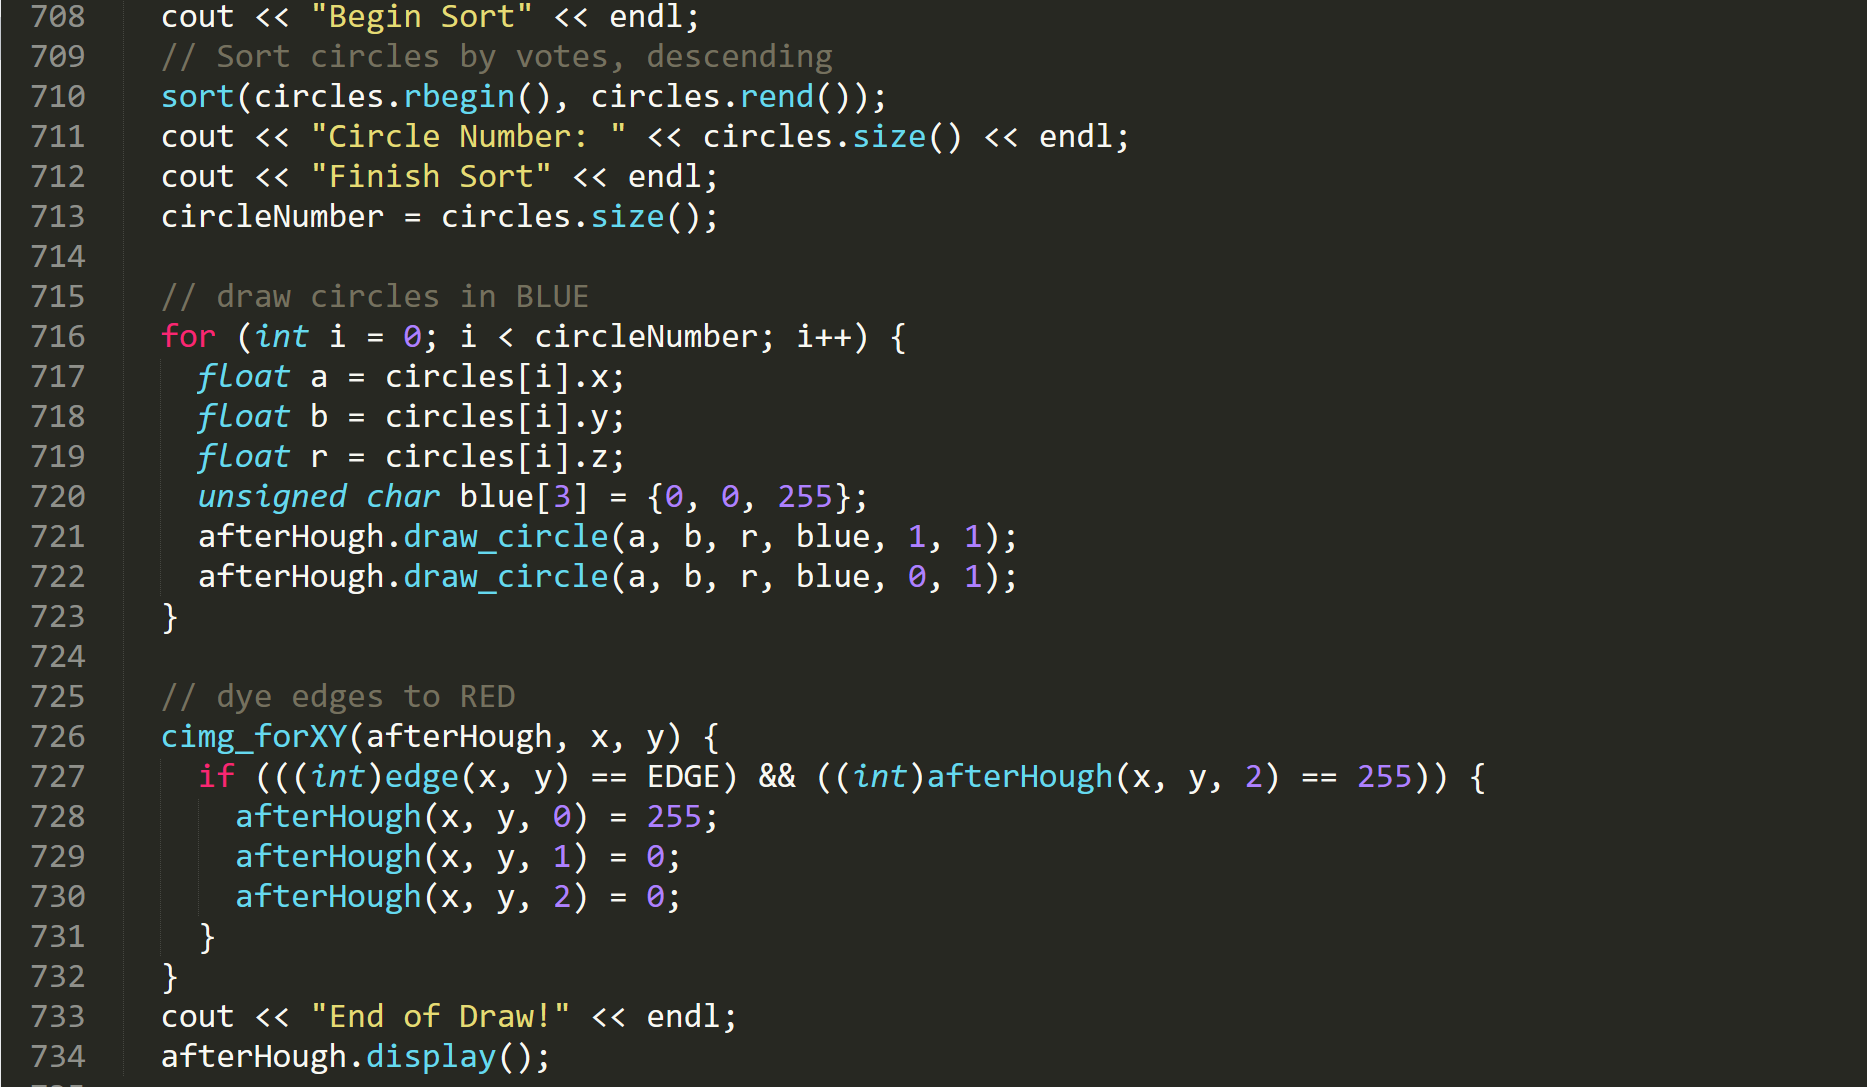 708 cout << "Begin Sort" << endl;
709 // Sort circles by votes, descending
710 sort(circles.rbegin(), circles.rend());
711 cout << "Circle Number: " << circles.size() << endl;
712 cout << "Finish Sort" << endl;
713 circleNumber = circles.size();
714
715 // draw circles in BLUE
716 for (int i = 0; i < circleNumber; i++) {
717   float a = circles[i].x;
718   float b = circles[i].y;
719   float r = circles[i].z;
720   unsigned char blue[3] = {0, 0, 255};
721   afterHough.draw_circle(a, b, r, blue, 1, 1);
722   afterHough.draw_circle(a, b, r, blue, 0, 1);
723 }
724
725 // dye edges to RED
726 cimg_forXY(afterHough, x, y) {
727   if (((int)edge(x, y) == EDGE) && ((int)afterHough(x, y, 2) == 255)) {
728     afterHough(x, y, 0) = 255;
729     afterHough(x, y, 1) = 0;
730     afterHough(x, y, 2) = 0;
731   }
732 }
733 cout << "End of Draw!" << endl;
734 afterHough.display();